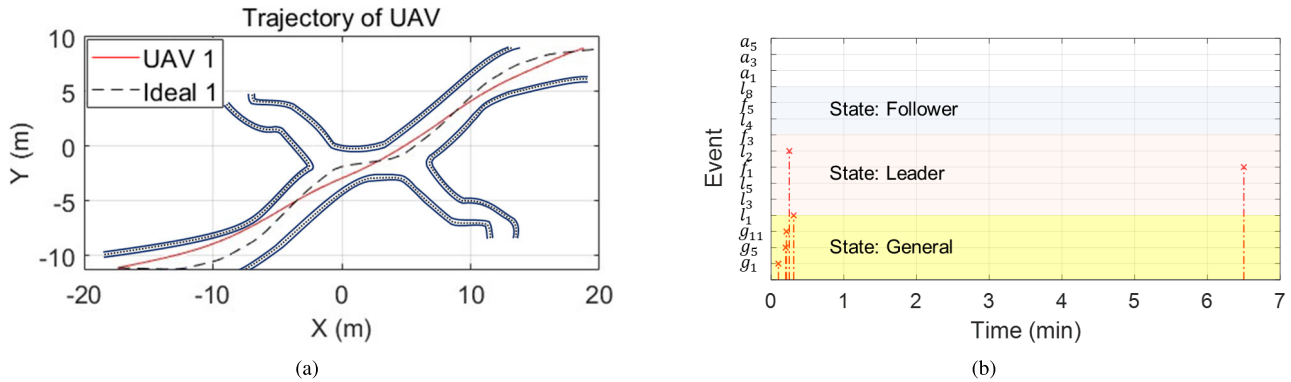 Trajectory of UAV
UAV 1
Ideal 1
10
5
0
-5
-10
Y (m)
-20
-10
0
10
20
X (m)
(a)
a5
a3
a1
l8
f5
l4
f3
l2
f1
l5
l3
l1
g11
g5
g1
Event
State: Follower
State: Leader
State: General
0
1
2
3
4
5
6
7
Time (min)
(b)